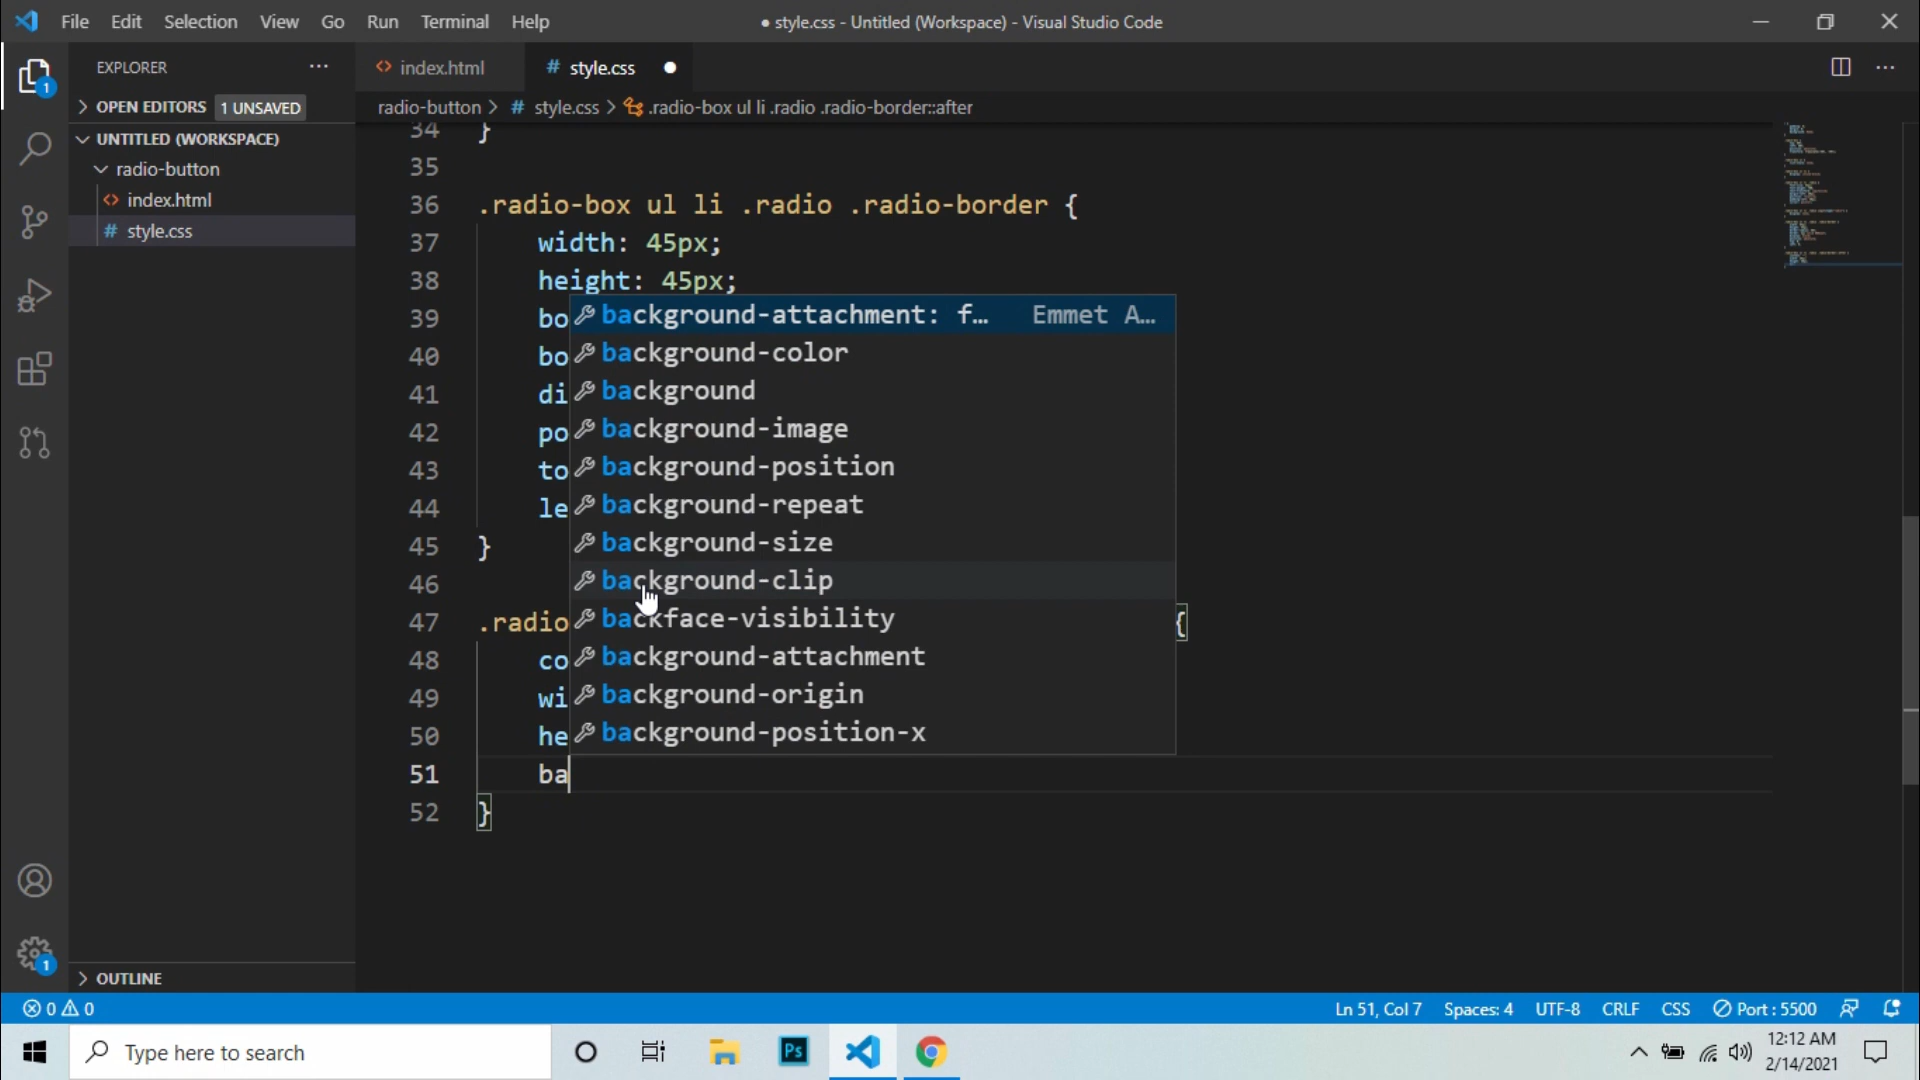 File Edit Selection View Go Run Terminal Help
● style.css - Untitled (Workspace) - Visual Studio Code
EXPLORER ···
OPEN EDITORS 1 UNSAVED
UNTITLED (WORKSPACE)
radio-button
<> index.html
# style.css
OUTLINE
1
1
<> index.html
# style.css ●
radio-button > # style.css > .radio-box ul li .radio .radio-border::after
34 }
35
36 .radio-box ul li .radio .radio-border {
37 width: 45px;
38 height: 45px;
39 bo
40 bo
41 di
42 po
43 to
44 le
45 }
46
47 .radio {
48 co
49 wi
50 he
51 ba
52 }
background-attachment: f… Emmet A…
background-color
background
background-image
background-position
background-repeat
background-size
background-clip
backface-visibility
background-attachment
background-origin
background-position-x
0 0
Ln 51, Col 7 Spaces: 4 UTF-8 CRLF CSS Port : 5500
Type here to search
Ps
12:12 AM
2/14/2021